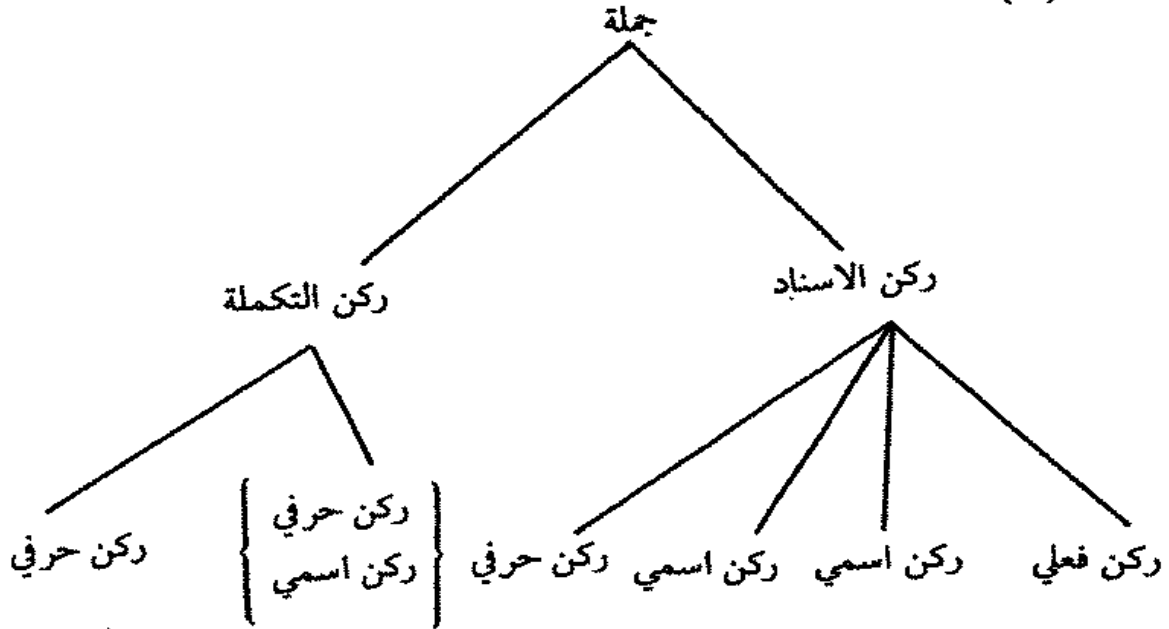 جملة
ركن الاسناد
ركن التكملة
ركن فعلي
ركن اسمي
ركن اسمي
ركن حرفي
ركن حرفي
ركن اسمي
ركن حرفي